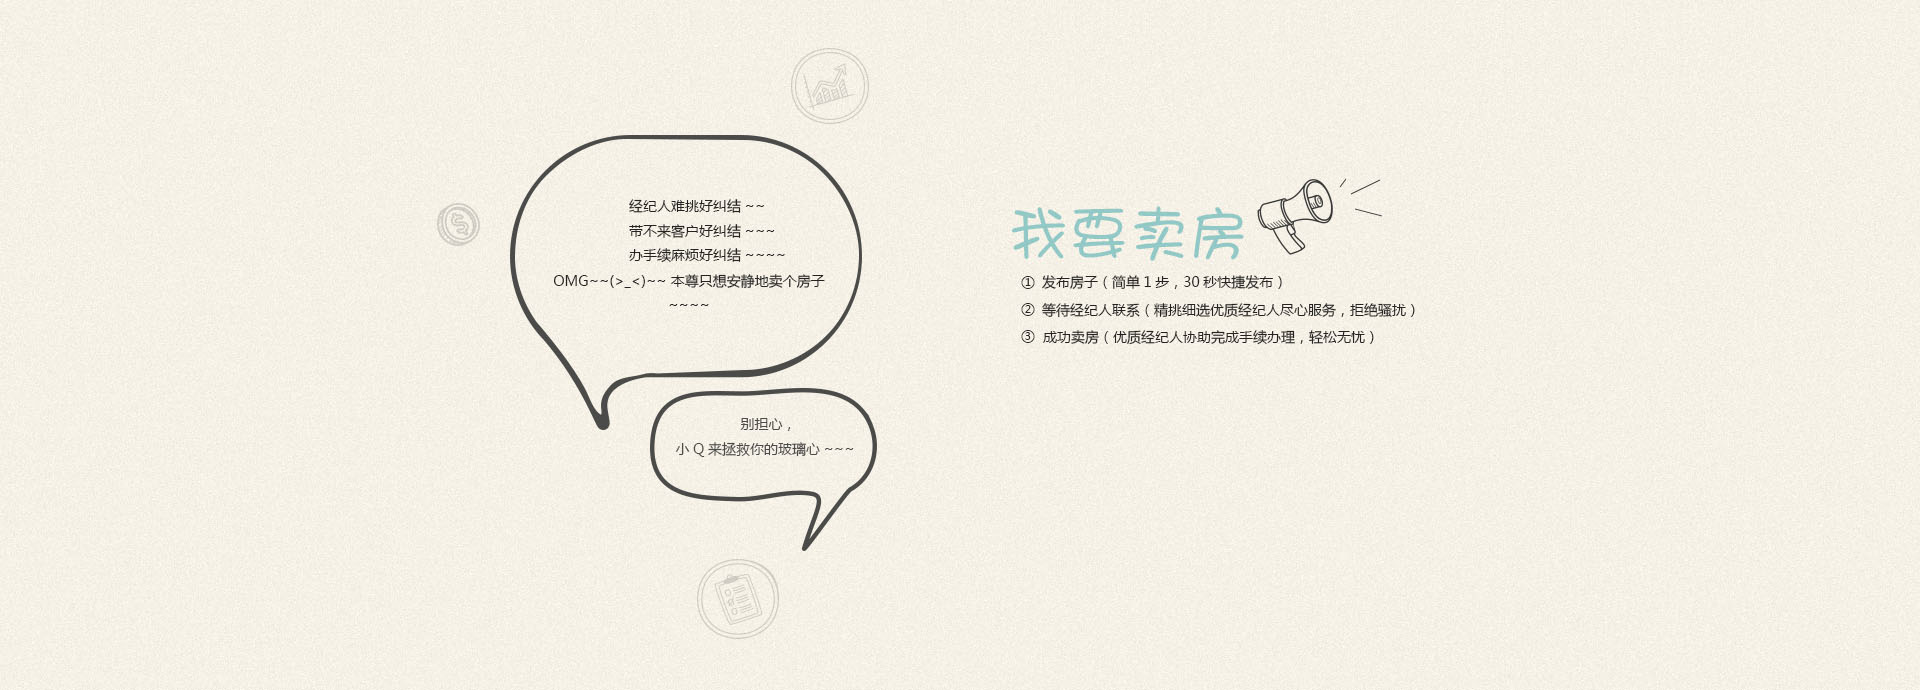 经纪人难挑好纠结 ~~
带不来客户好纠结 ~~~
办手续麻烦好纠结 ~~~~
OMG~~(>_<)~~ 本尊只想安静地卖个房子
~~~~
别担心，
小 Q 来拯救你的玻璃心 ~~~
我要卖房
① 发布房子（简单 1 步，30 秒快捷发布）
② 等待经纪人联系（精挑细选优质经纪人尽心服务，拒绝骚扰）
③ 成功卖房（优质经纪人协助完成手续办理，轻松无忧）